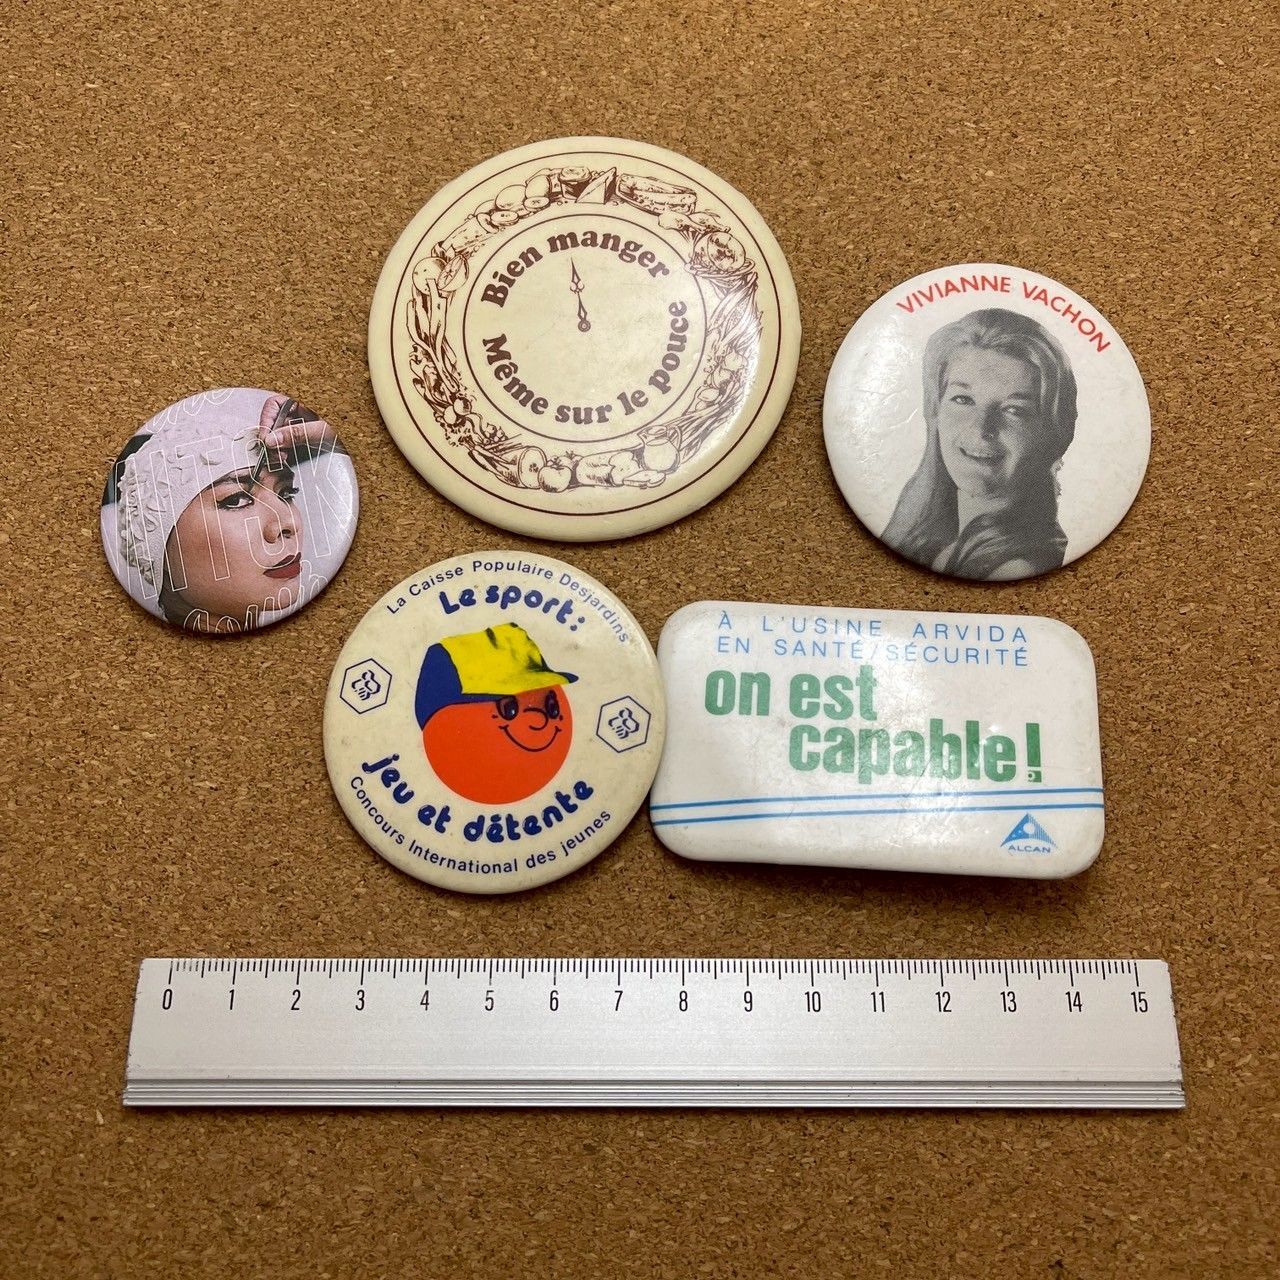 Bien manger
Même sur le pouce
VIVIANNE VACHON
MITSKI
La Caisse Populaire Desjardins
Le sport:
jeu et détente
Concours International des jeunes
À L'USINE ARVIDA
EN SANTÉ/SÉCURITÉ
on est
capable!
ALCAN
0 1 2 3 4 5 6 7 8 9 10 11 12 13 14 15